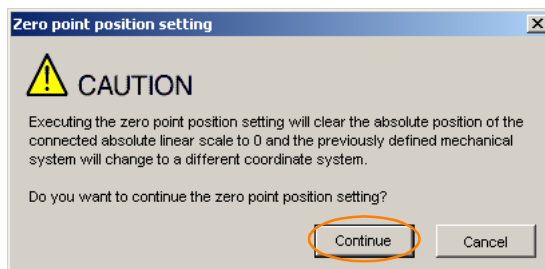 Zero point position setting
CAUTION
Executing the zero point position setting will clear the absolute position of the
connected absolute linear scale to 0 and the previously defined mechanical
system will change to a different coordinate system.
Do you want to continue the zero point position setting?
Continue Cancel